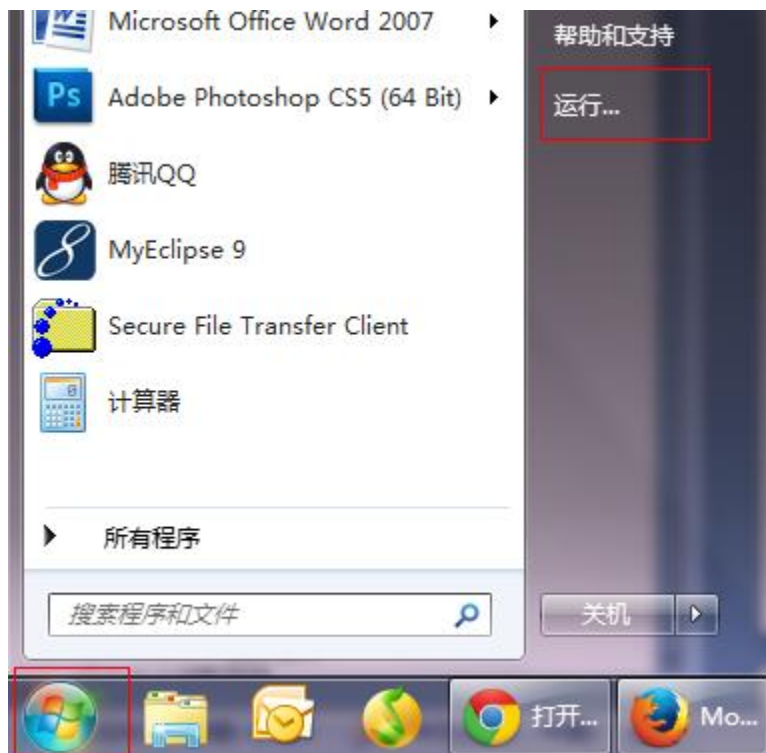 Microsoft Office Word 2007
Adobe Photoshop CS5 (64 Bit)
腾讯QQ
MyEclipse 9
Secure File Transfer Client
计算器
所有程序
搜索程序和文件
帮助和支持
运行...
关机
打开...
Mo...